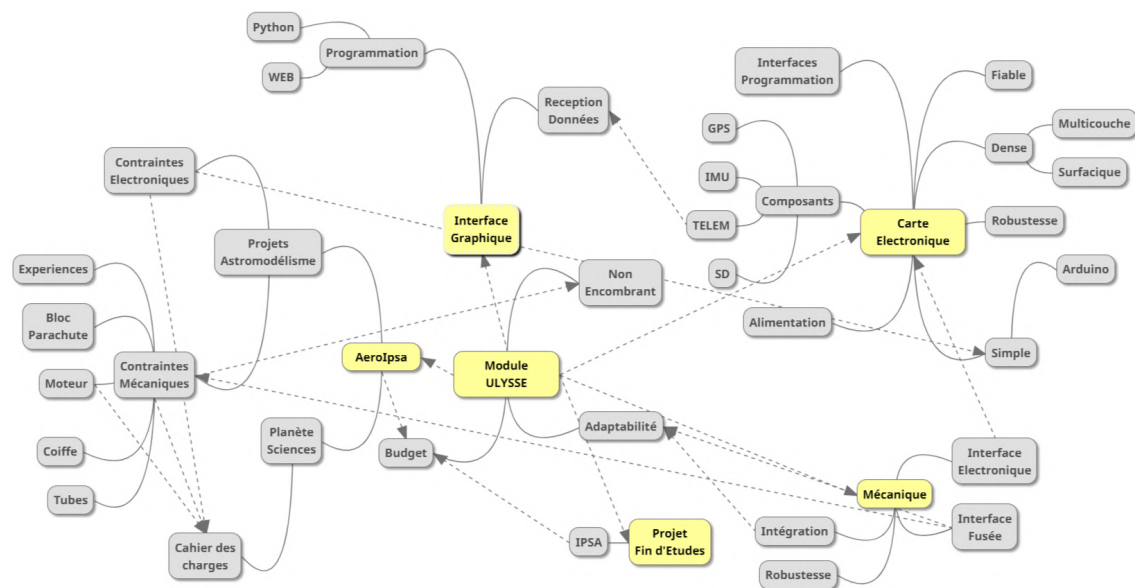 Python
Programmation
WEB
Interfaces
Programmation
Fiable
Reception
Données
GPS
Multicouche
Dense
Surfacique
Contraintes
Electroniques
IMU
Composants
TELEM
Interface
Graphique
Carte
Electronique
Robustesse
Projets
Astromodélisme
Experiences
Non
Encombrant
SD
Arduino
Bloc
Parachute
Alimentation
Simple
AeroIpsa
Module
ULYSSE
Moteur
Contraintes
Mécaniques
Planète
Sciences
Budget
Adaptabilité
Coiffe
Interface
Electronique
Tubes
Mécanique
Cahier des
charges
IPSA
Projet
Fin d'Etudes
Intégration
Interface
Fusée
Robustesse